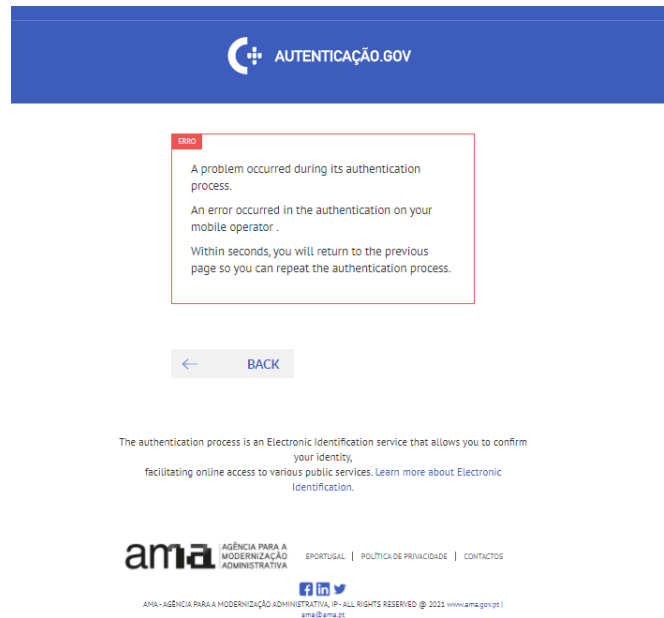 AUTENTICAÇÃO.GOV
ERRO
A problem occurred during its authentication
process.
An error occurred in the authentication on your
mobile operator .
Within seconds, you will return to the previous
page so you can repeat the authentication process.
BACK
The authentication process is an Electronic Identification service that allows you to confirm
your identity,
facilitating online access to various public services. Learn more about Electronic
Identification.
ama
AGÊNCIA PARA A
MODERNIZAÇÃO
ADMINISTRATIVA
EPORTUGAL | POLÍTICA DE PRIVACIDADE | CONTACTOS
AMA - AGÊNCIA PARA A MODERNIZAÇÃO ADMINISTRATIVA, IP - ALL RIGHTS RESERVED @ 2021 www.ama.gov.pt |
ama@ama.pt